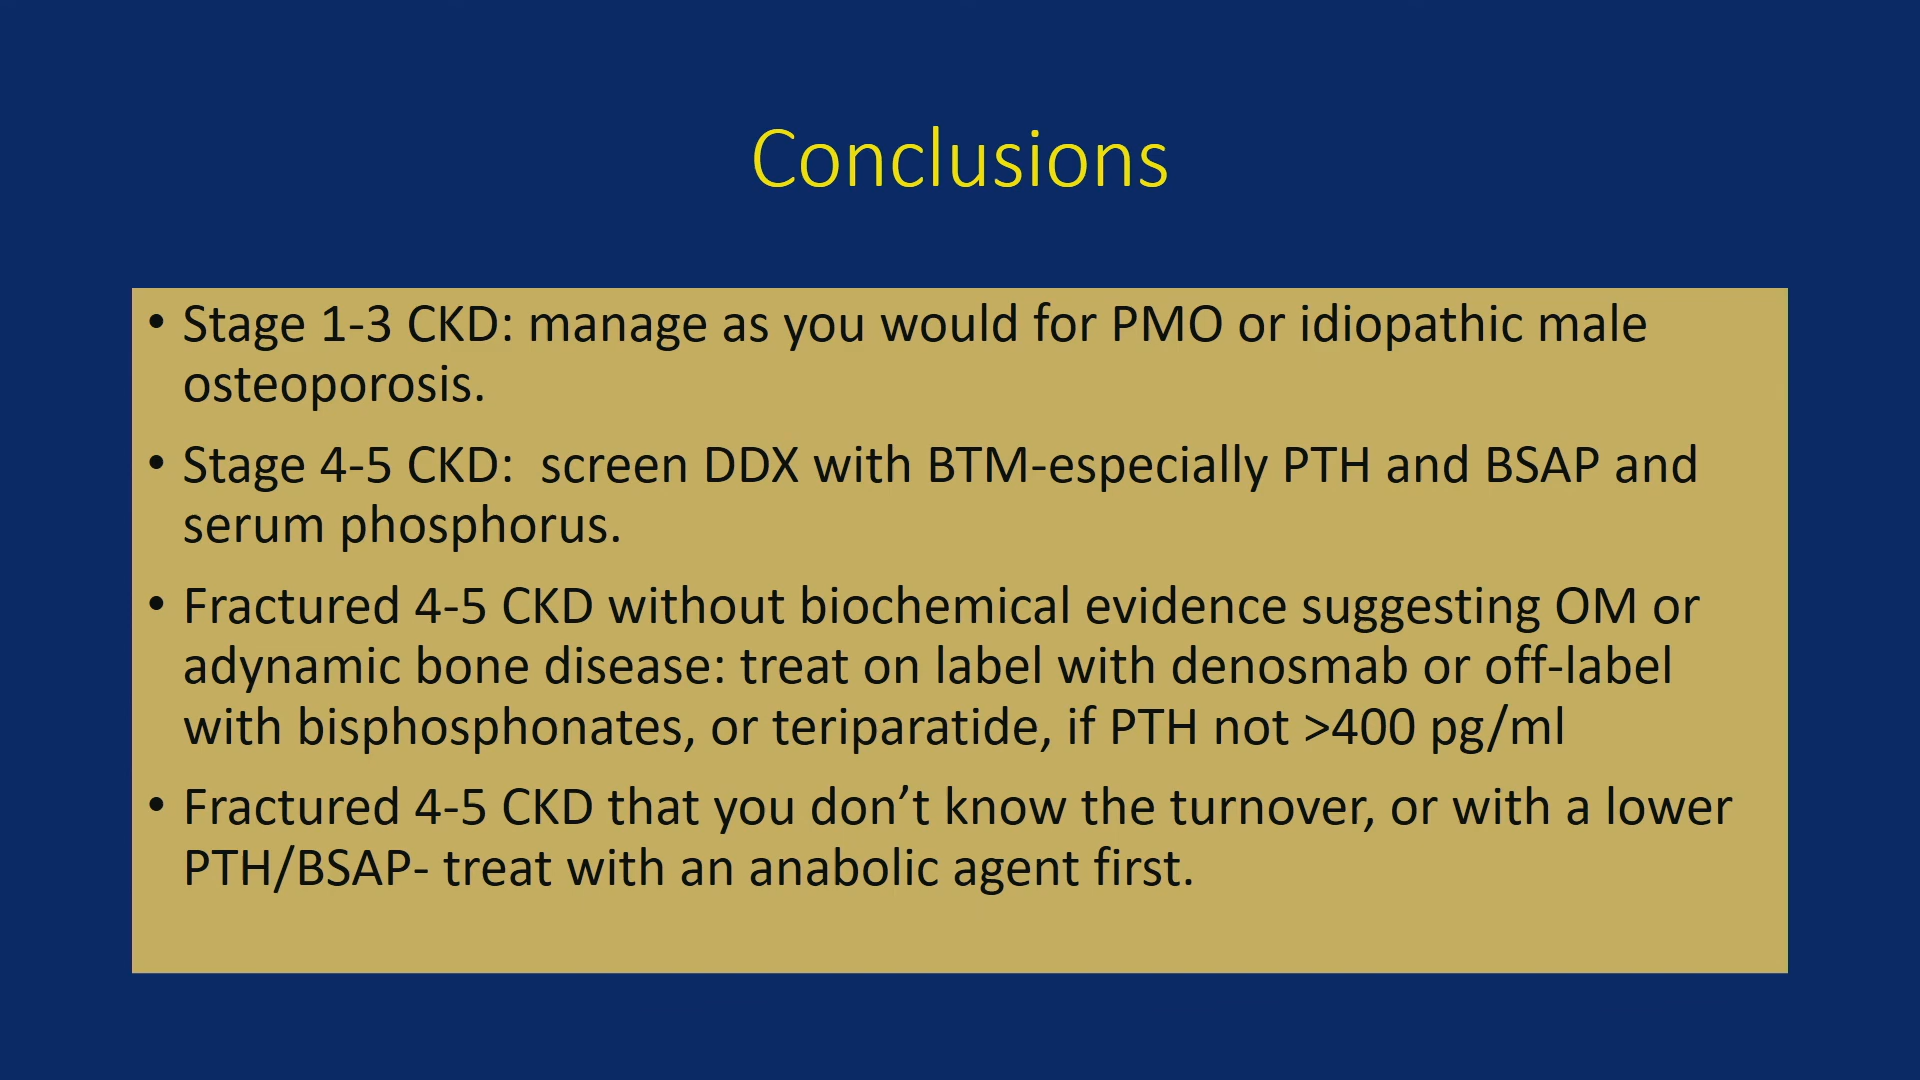 Conclusions
• Stage 1-3 CKD: manage as you would for PMO or idiopathic male
osteoporosis.
• Stage 4-5 CKD:  screen DDX with BTM-especially PTH and BSAP and
serum phosphorus.
• Fractured 4-5 CKD without biochemical evidence suggesting OM or
adynamic bone disease: treat on label with denosmab or off-label
with bisphosphonates, or teriparatide, if PTH not >400 pg/ml
• Fractured 4-5 CKD that you don’t know the turnover, or with a lower
PTH/BSAP- treat with an anabolic agent first.